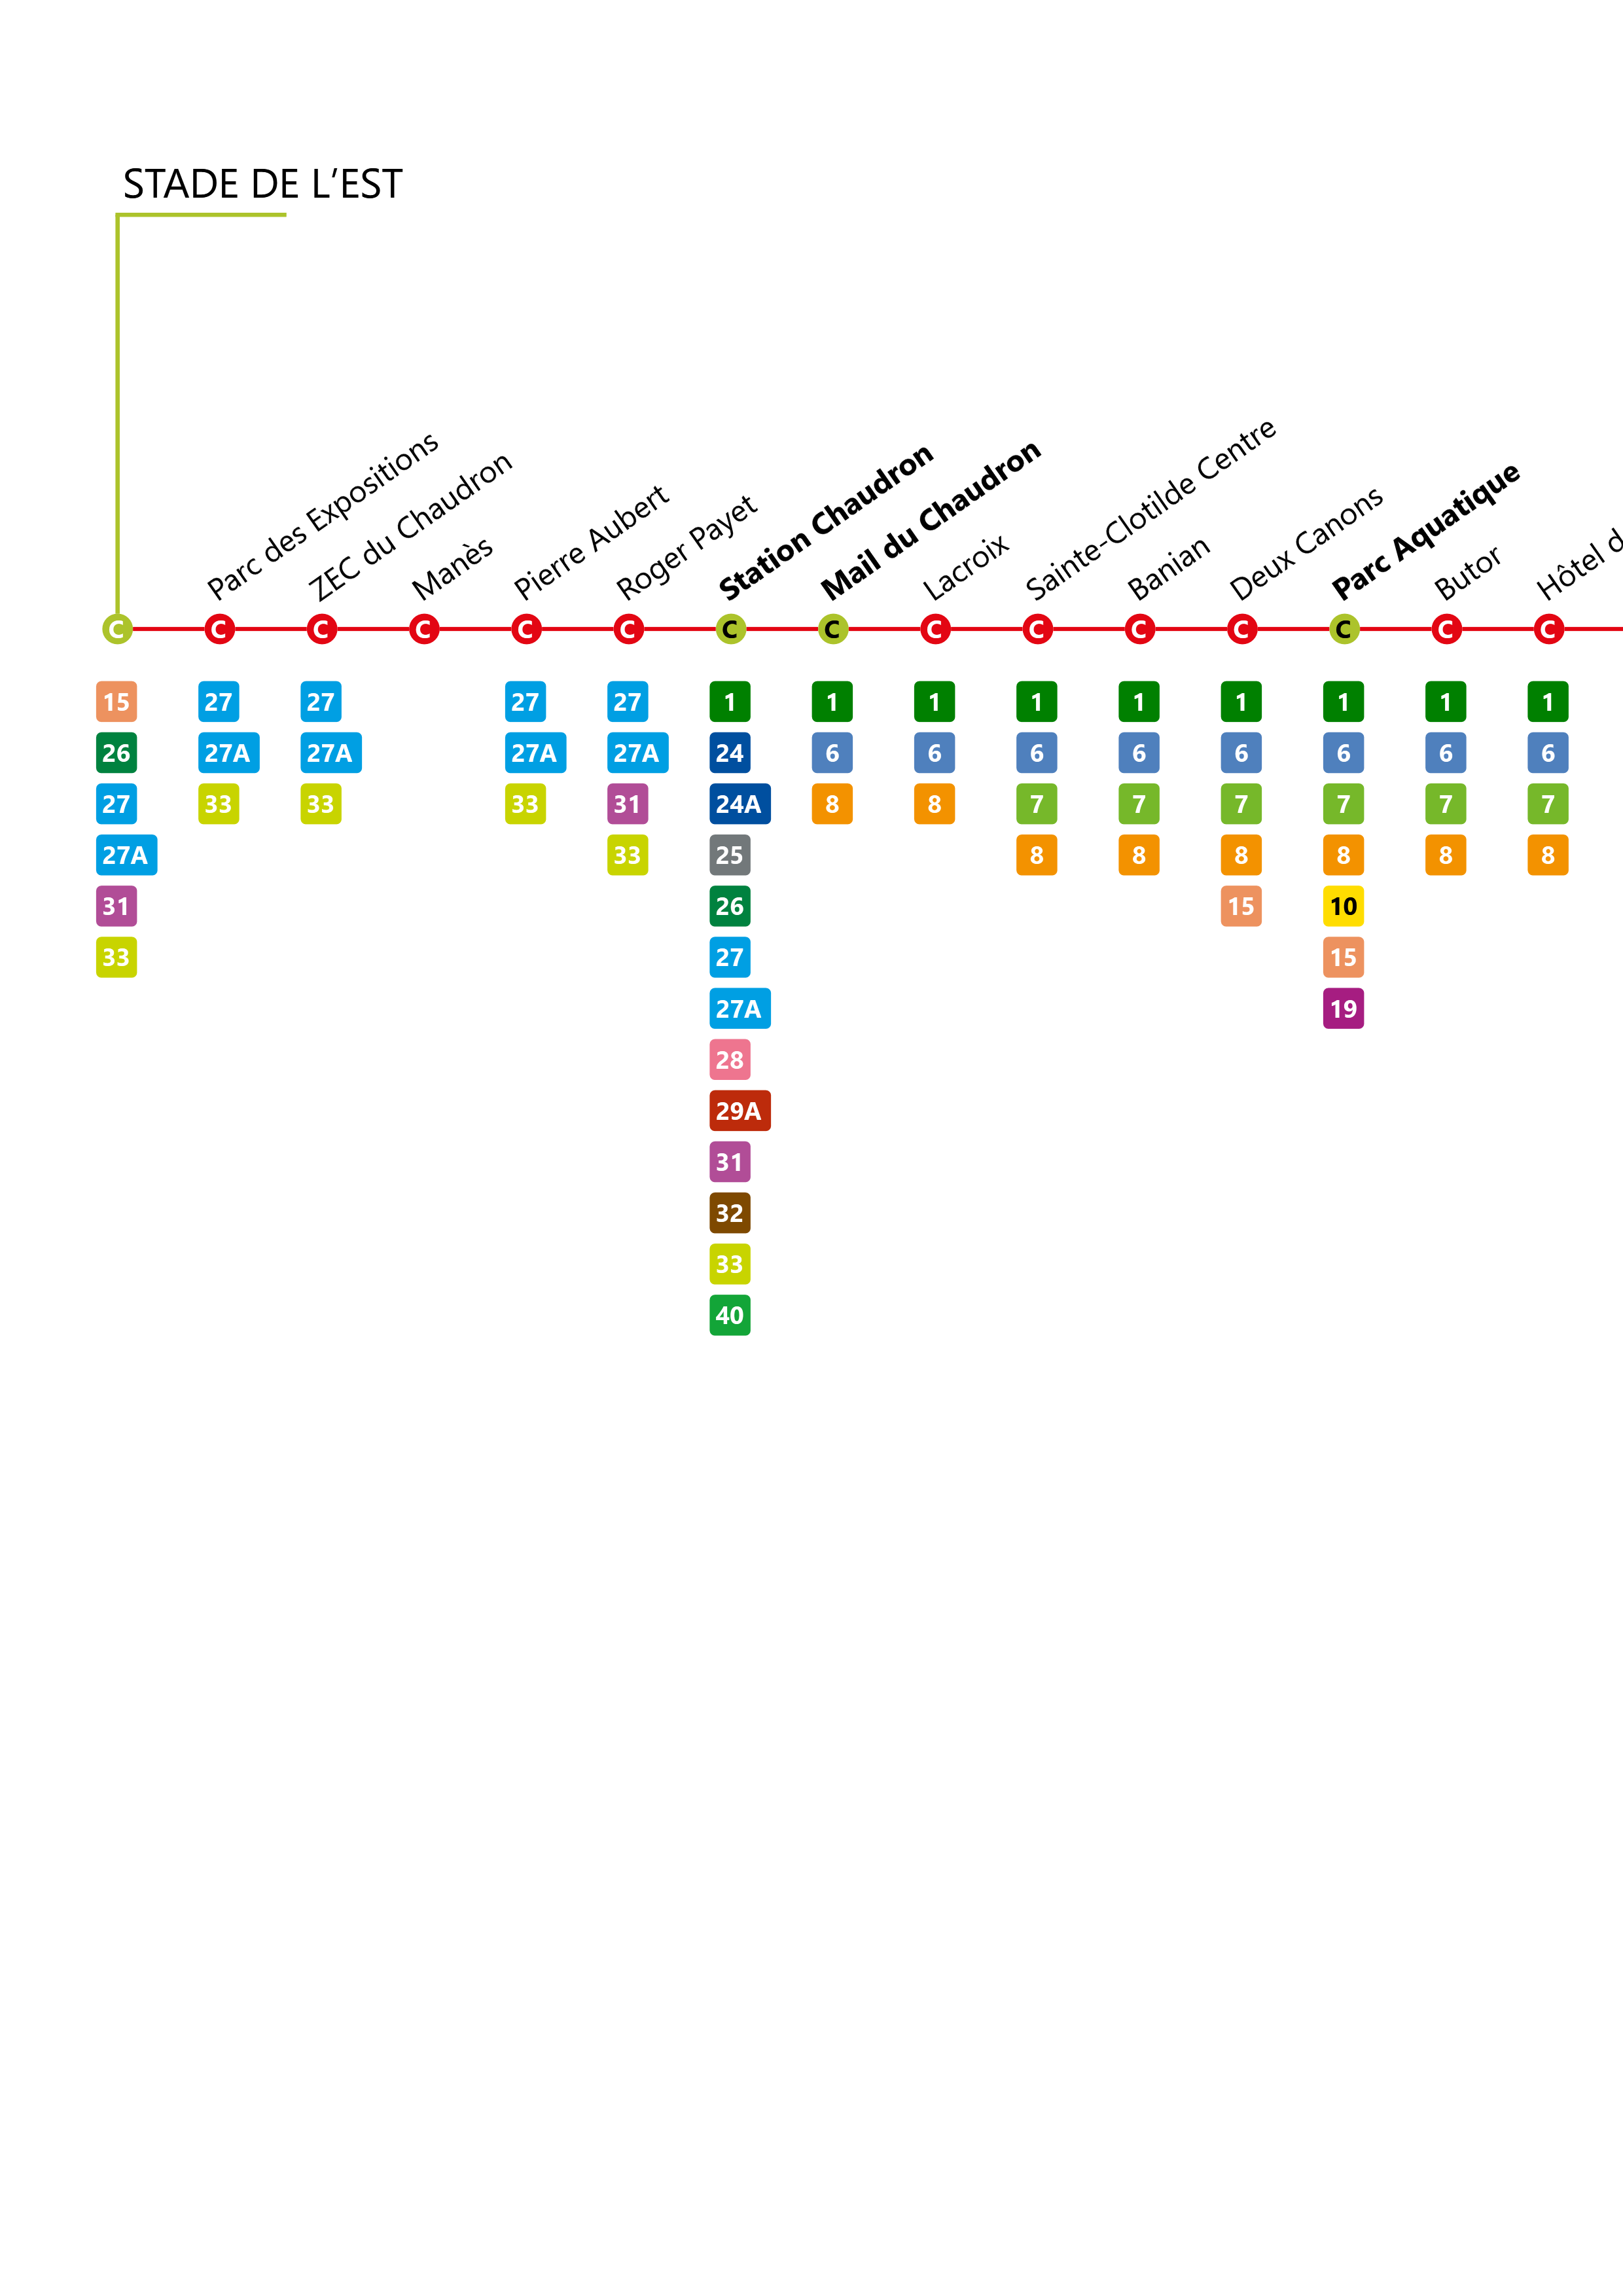 STADE DE L’EST
Parc des Expositions
ZEC du Chaudron
Manès
Pierre Aubert
Roger Payet
Station Chaudron
Mail du Chaudron
Lacroix
Sainte-Clotilde Centre
Banian
Deux Canons
Parc Aquatique
Butor
Hôtel d
C C C C C C C C C C C C C C C
15 27 27 27 27 1 1 1 1 1 1 1 1 1
26 27A 27A 27A 27A 24 6 6 6 6 6 6 6 6
27 33 33 33 31 24A 8 8 7 7 7 7 7 7
27A 33 25 8 8 8 8 8 8
31 26 15 10
33 27 15
27A 19
28
29A
31
32
33
40